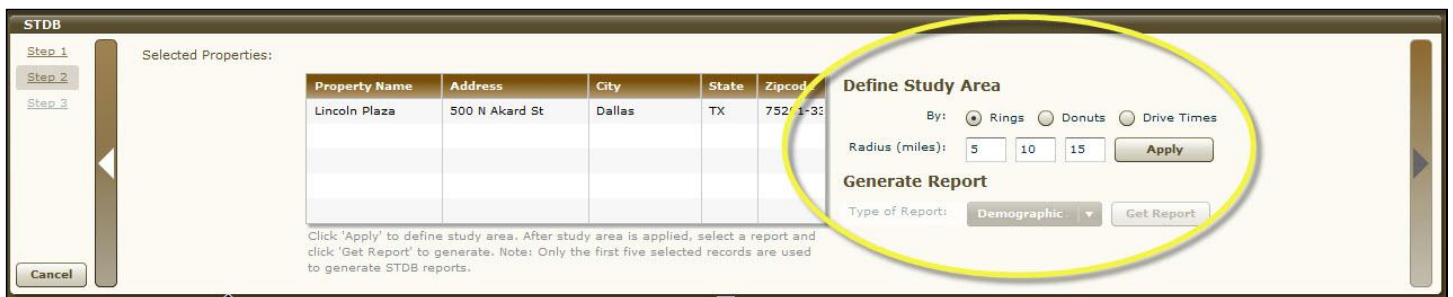 STDB
Step 1
Step 2
Step 3
Cancel
Selected Properties:
Property Name Address City State
Lincoln Plaza 500 N Akard St Dallas TX
Click 'Apply' to define study area. After study area is applied, select a report and
click 'Get Report' to generate. Note: Only the first five selected records are used
to generate STDB reports.
Define Study Area
By: Rings Donuts Drive Times
Radius (miles): 5 10 15 Apply
Generate Report
Type of Report: Demographic Get Report